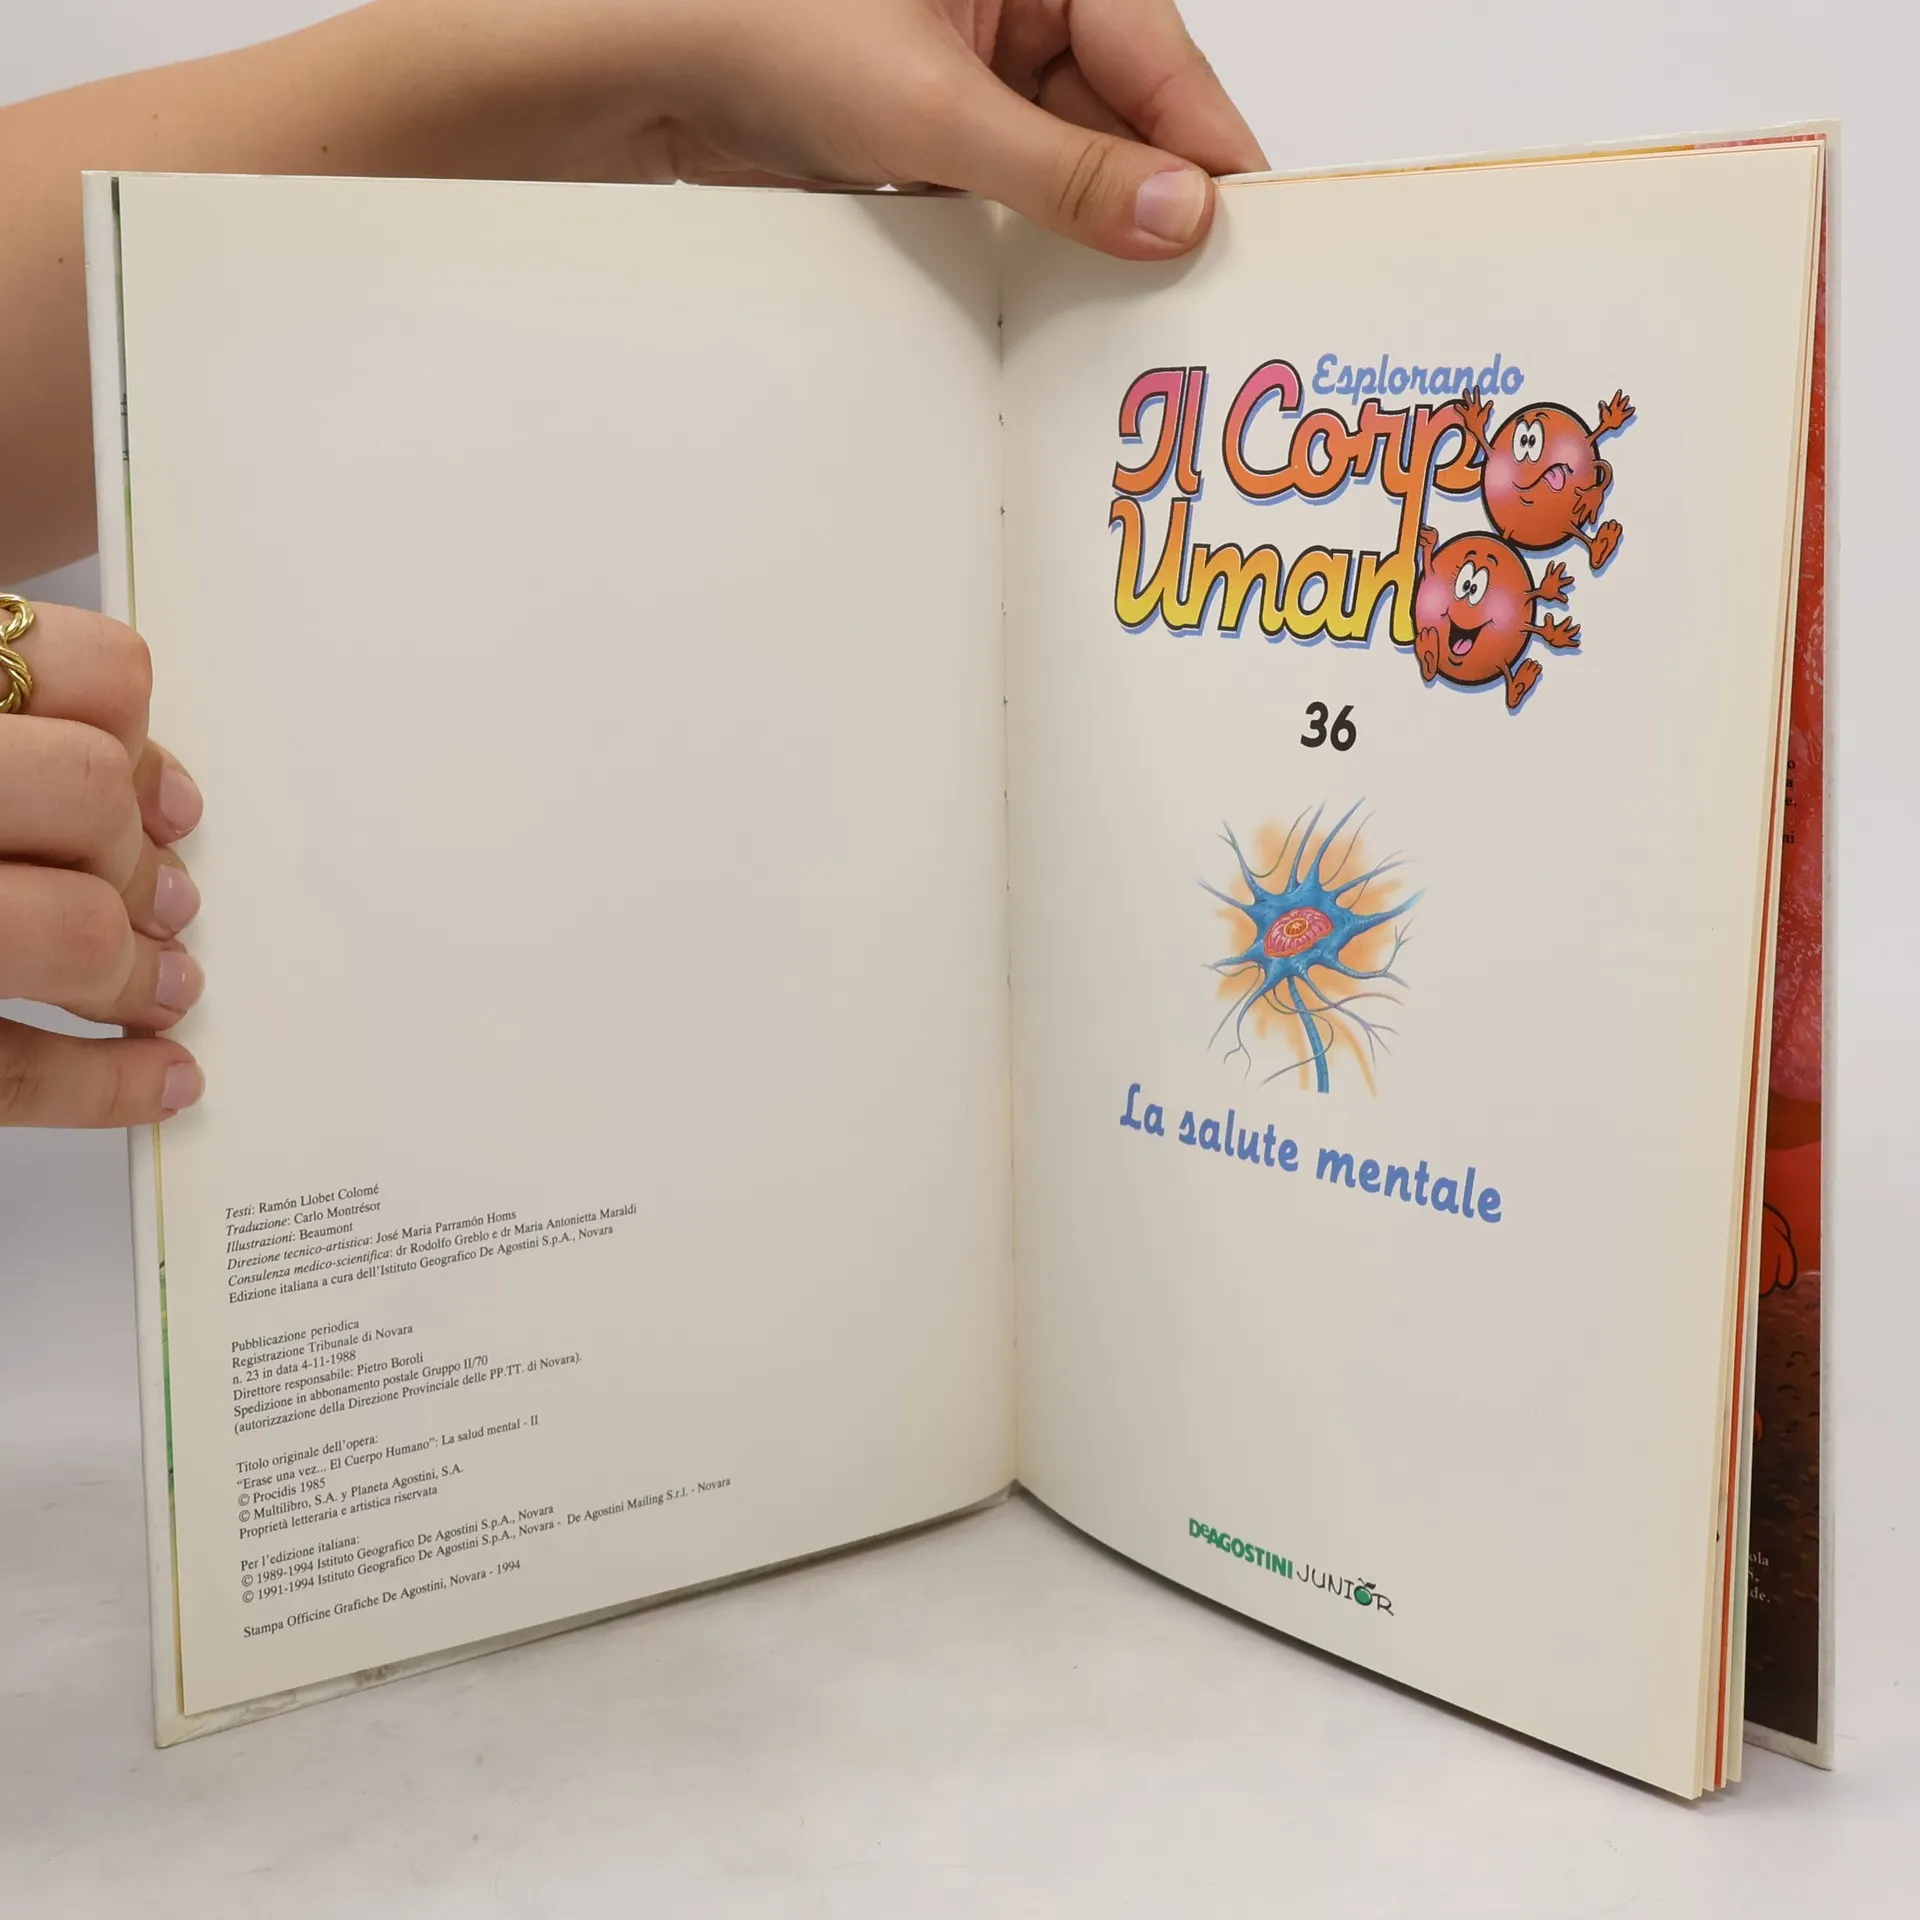 Testi: Ramón Llobet Colomé
Traduzione: Carlo Montrésor
Illustrazioni: Beaumont
Direzione tecnico-artistica: José Maria Parramón Homs
Consulenza medico-scientifica: dr Rodolfo Greblo e dr Maria Antonietta Maraldi
Edizione italiana a cura dell'Istituto Geografico De Agostini S.p.A., Novara
Pubblicazione periodica
Registrazione Tribunale di Novara
n. 23 in data 4-11-1988
Direttore responsabile: Pietro Boroli
Spedizione in abbonamento postale Gruppo II/70
(autorizzazione della Direzione Provinciale delle PP.TT. di Novara).
Titolo originale dell'opera:
"Erase una vez... El Cuerpo Humano": La salud mental - II
© Procidis 1985
© Multilibro, S.A. y Planeta Agostini, S.A.
Proprietà letteraria e artistica riservata
Per l'edizione italiana:
© 1989-1994 Istituto Geografico De Agostini S.p.A., Novara
© 1991-1994 Istituto Geografico De Agostini S.p.A., Novara - De Agostini Mailing S.r.l. - Novara
Stampa Officine Grafiche De Agostini, Novara - 1994
Esplorando
Il Corpo
Umano
36
La salute mentale
DeAGOSTINI JUNIOR